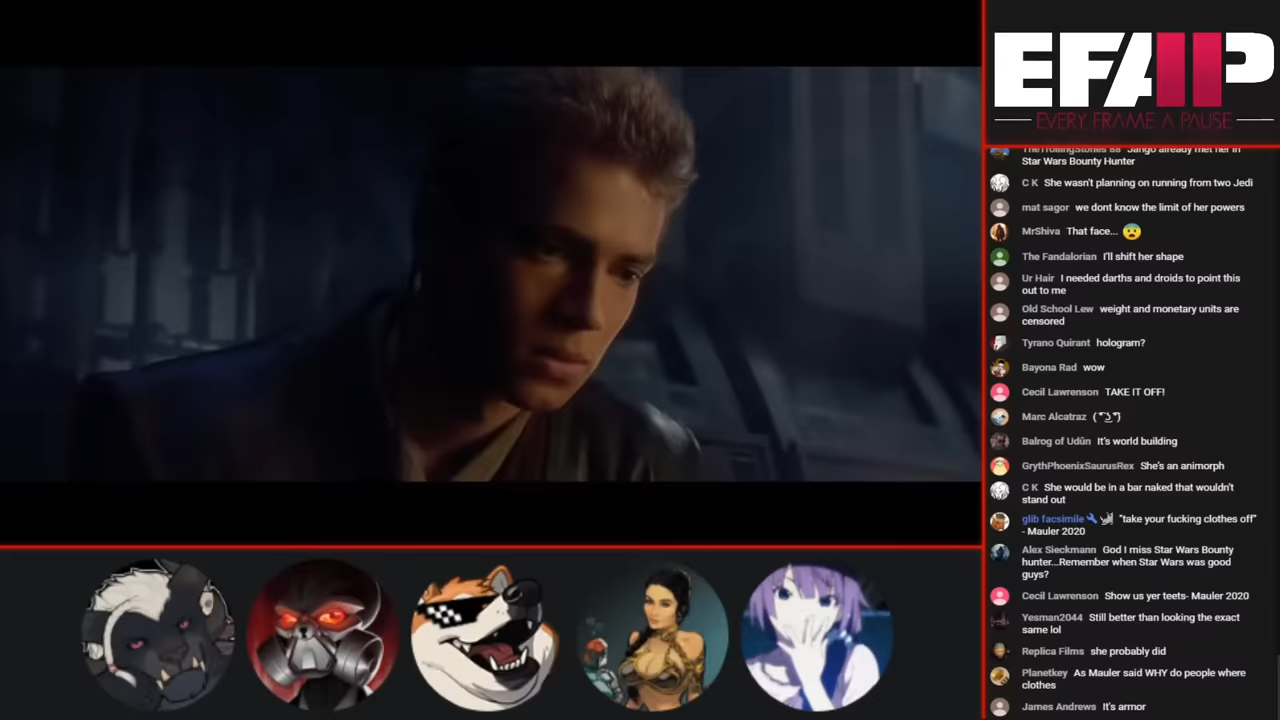 EFAP
EVERY FRAME A PAUSE
TheTrollingStones 88 Jango already met her in
Star Wars Bounty Hunter
C K She wasn't planning on running from two Jedi
mat sagor we dont know the limit of her powers
MrShiva That face... 😨
The Fandalorian I'll shift her shape
Ur Hair I needed darths and droids to point this
out to me
Old School Lew weight and monetary units are
censored
Tyrano Quirant hologram?
Bayona Rad wow
Cecil Lawrenson TAKE IT OFF!
Marc Alcatraz ( ͡° ͜ʖ ͡°)
Balrog of Udûn It's world building
GrythPhoenixSaurusRex She's an animorph
C K She would be in a bar naked that wouldn't
stand out
glib facsimile "take your fucking clothes off"
- Mauler 2020
Alex Sieckmann God I miss Star Wars Bounty
hunter...Remember when Star Wars was good
guys?
Cecil Lawrenson Show us yer teets- Mauler 2020
Yesman2044 Still better than looking the exact
same lol
Replica Films she probably did
Planetkey As Mauler said WHY do people where
clothes
James Andrews It's armor